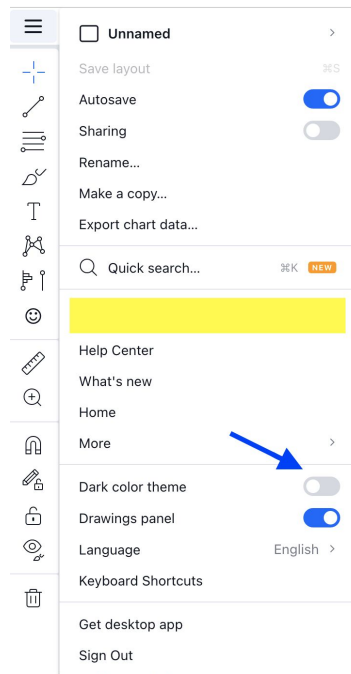 Unnamed
Save layout ⌘S
Autosave
Sharing
Rename...
Make a copy...
Export chart data...
Quick search... ⌘K NEW
Help Center
What's new
Home
More
Dark color theme
Drawings panel
Language English
Keyboard Shortcuts
Get desktop app
Sign Out